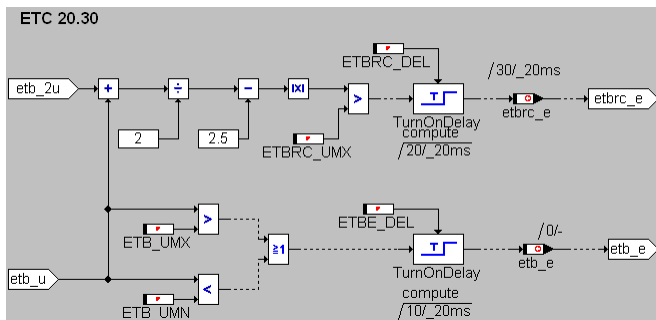 ETC 20.30
ETBRC_DEL
/30/_20ms
etb_2u
+
÷
−
|X|
>
T
etbrc_e
etbrc_e
2
2.5
ETBRC_UMX
TurnOnDelay
compute
/20/_20ms
ETBE_DEL
>
ETB_UMX
≧1
T
/0/-
etb_e
etb_e
etb_u
<
ETB_UMN
TurnOnDelay
compute
/10/_20ms